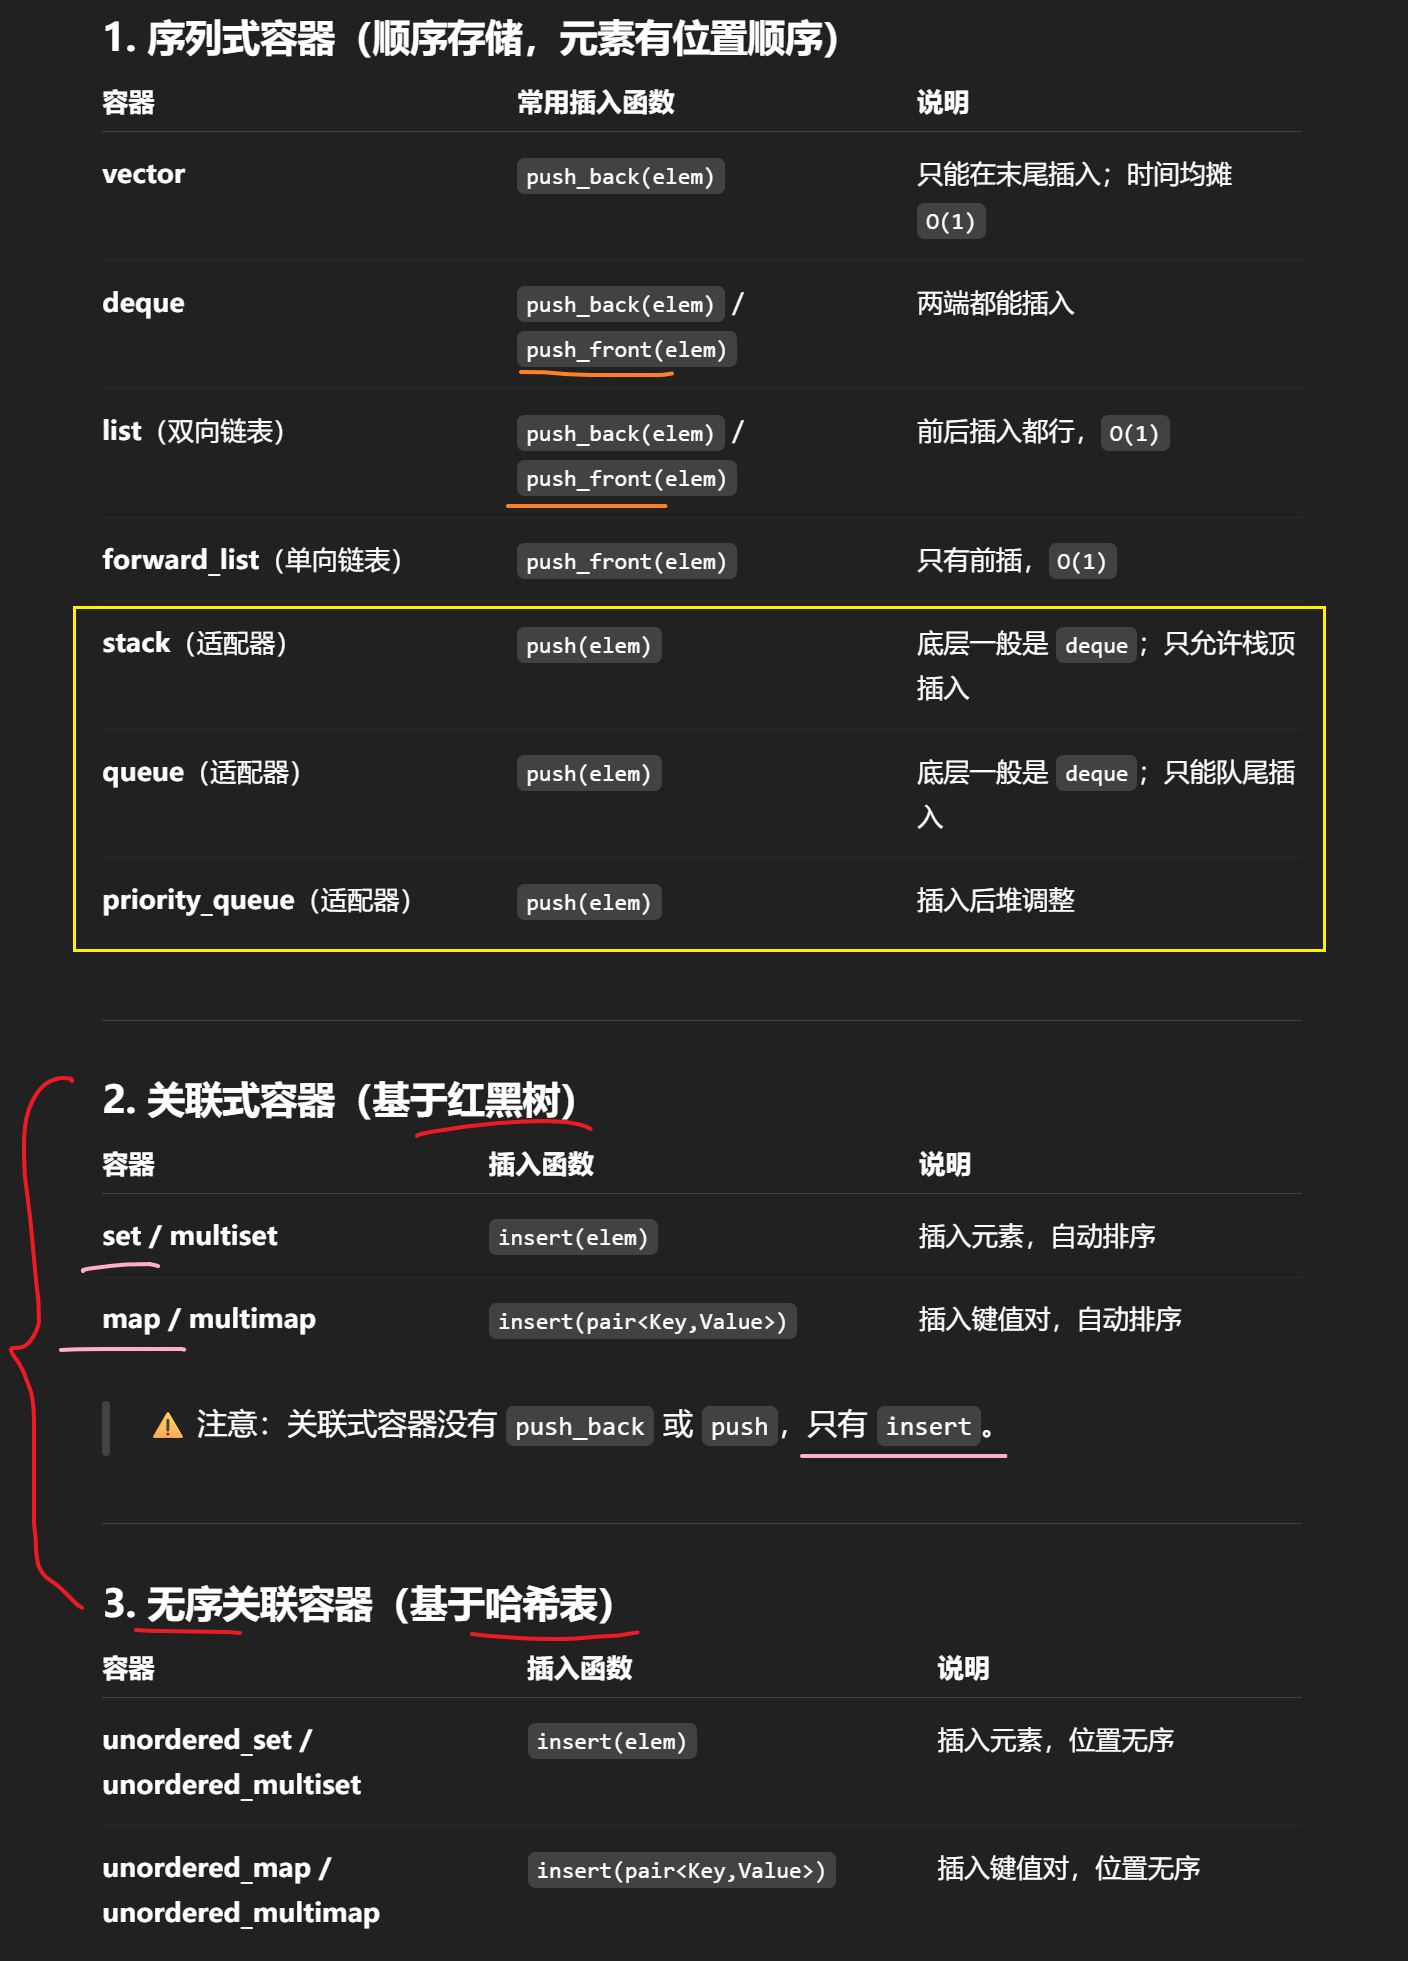 1. 序列式容器（顺序存储，元素有位置顺序）
容器 常用插入函数 说明
vector push_back(elem) 只能在末尾插入；时间均摊
O(1)
deque push_back(elem) / 两端都能插入
push_front(elem)
list（双向链表） push_back(elem) / 前后插入都行， O(1)
push_front(elem)
forward_list（单向链表） push_front(elem) 只有前插， O(1)
stack（适配器） push(elem) 底层一般是 deque ；只允许栈顶
插入
queue（适配器） push(elem) 底层一般是 deque ；只能队尾插
入
priority_queue（适配器） push(elem) 插入后堆调整
2. 关联式容器（基于红黑树）
容器 插入函数 说明
set / multiset insert(elem) 插入元素，自动排序
map / multimap insert(pair<Key,Value>) 插入键值对，自动排序
⚠️ 注意：关联式容器没有 push_back 或 push ，只有 insert 。
3. 无序关联容器（基于哈希表）
容器 插入函数 说明
unordered_set / insert(elem) 插入元素，位置无序
unordered_multiset
unordered_map / insert(pair<Key,Value>) 插入键值对，位置无序
unordered_multimap